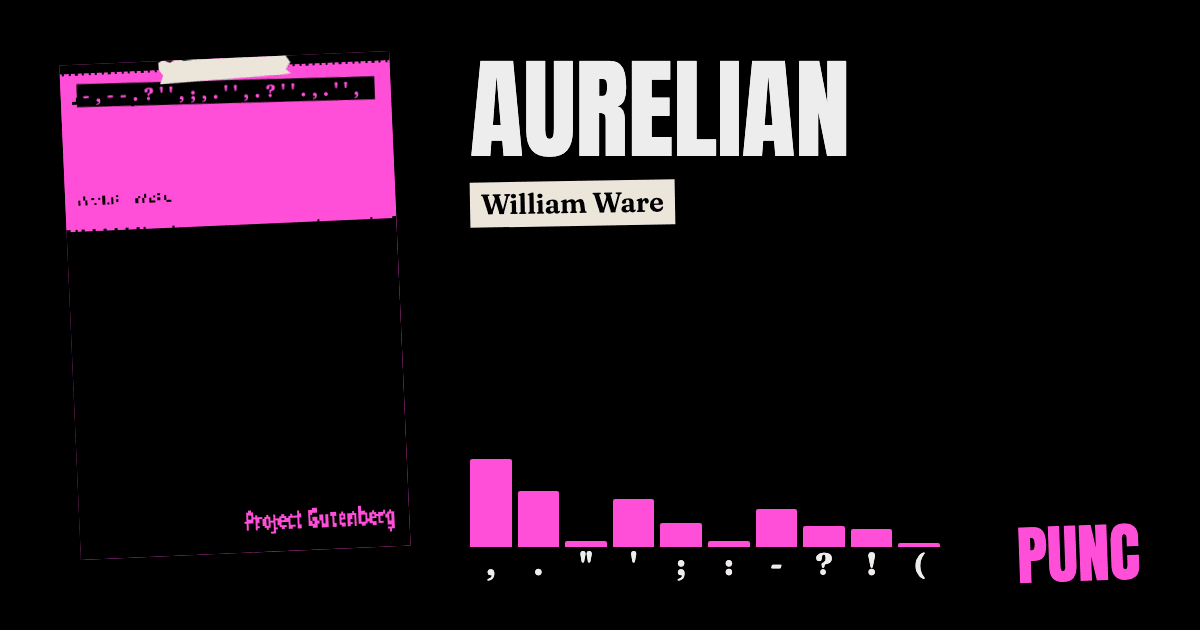 -,--.?'',;,.'',.?''.,.'',
Project Gutenberg
AURELIAN
William Ware
, . " ' ; : - ? ! (
PUNC